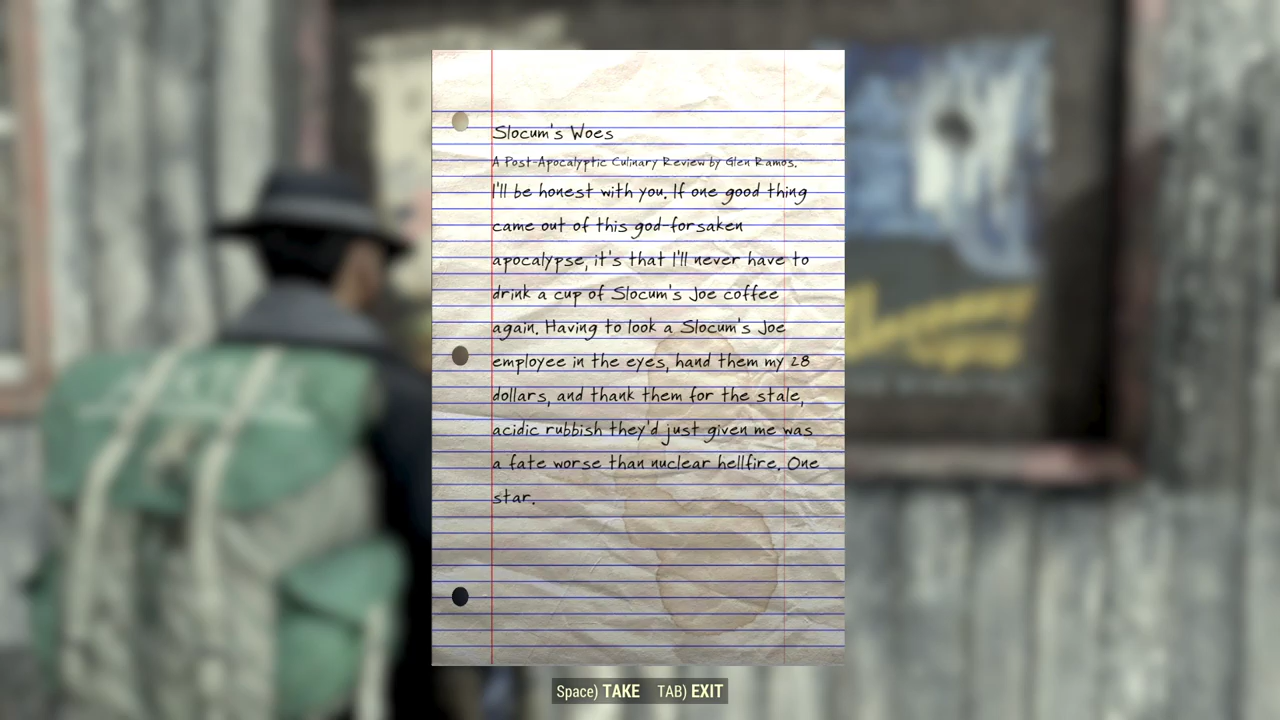 Slocum's Woes
A Post-Apocalyptic Culinary Review by Glen Ramos.
I'll be honest with you. If one good thing
came out of this god-forsaken
apocalypse, it's that I'll never have to
drink a cup of Slocum's Joe coffee
again. Having to look a Slocum's Joe
employee in the eyes, hand them my 28
dollars, and thank them for the stale,
acidic rubbish they'd just given me was
a fate worse than nuclear hellfire. One
star.
Space) TAKE TAB) EXIT